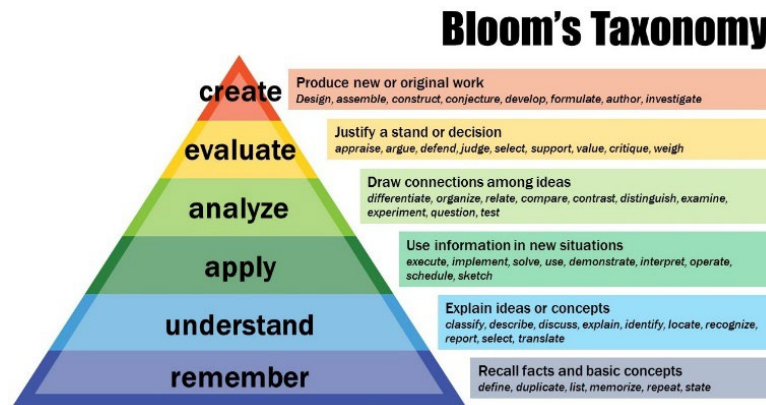 Bloom's Taxonomy
create
Produce new or original work
Design, assemble, construct, conjecture, develop, formulate, author, investigate
evaluate
Justify a stand or decision
appraise, argue, defend, judge, select, support, value, critique, weigh
analyze
Draw connections among ideas
differentiate, organize, relate, compare, contrast, distinguish, examine,
experiment, question, test
apply
Use information in new situations
execute, implement, solve, use, demonstrate, interpret, operate,
schedule, sketch
understand
Explain ideas or concepts
classify, describe, discuss, explain, identify, locate, recognize,
report, select, translate
remember
Recall facts and basic concepts
define, duplicate, list, memorize, repeat, state